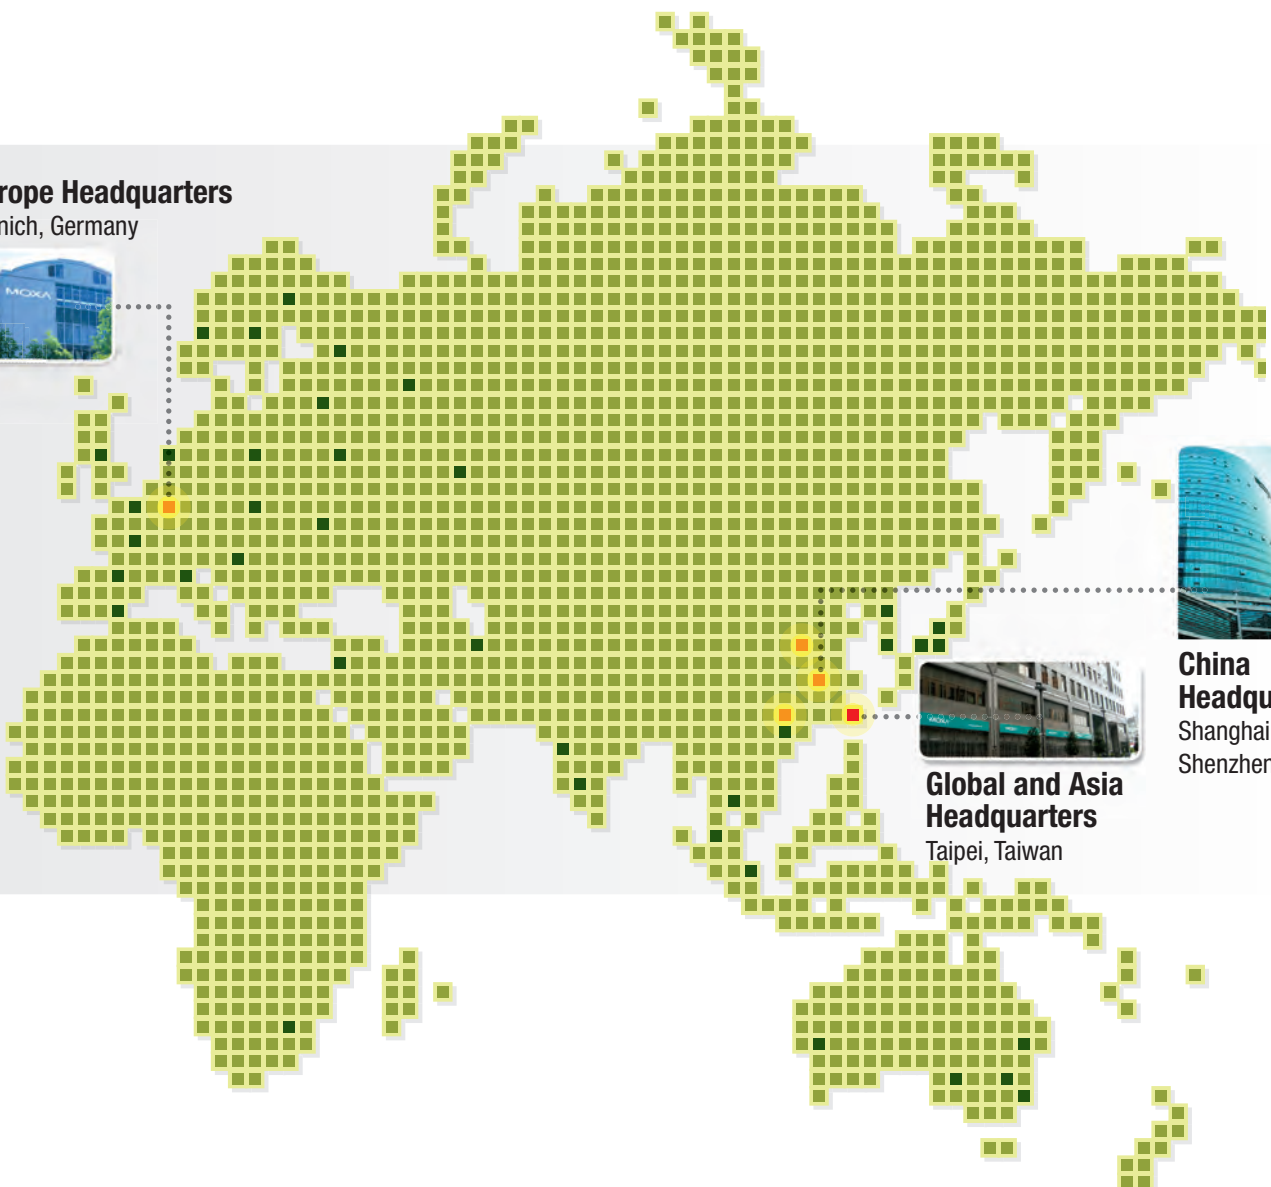 rope Headquarters
nich, Germany
MOXA
China
Headqu
Shanghai
Shenzhen
Global and Asia
Headquarters
Taipei, Taiwan